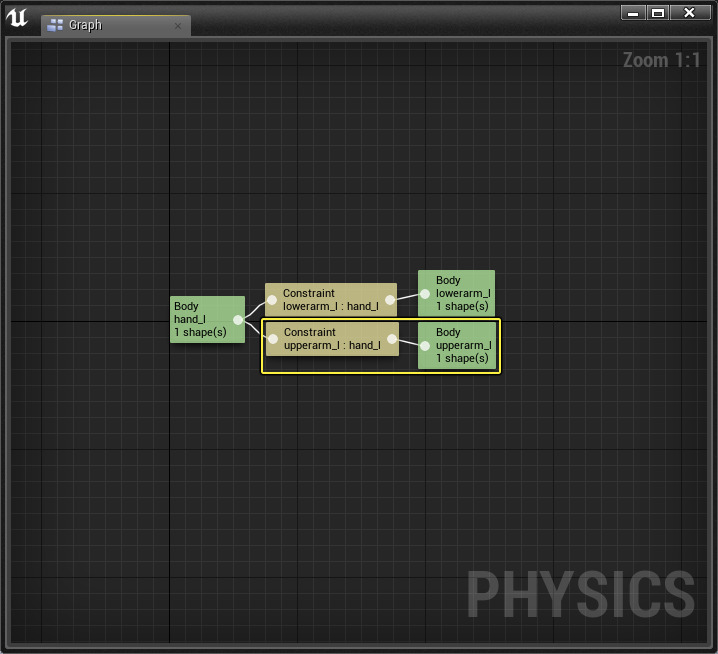 Graph
Zoom 1:1
Body
hand_l
1 shape(s)
Constraint
lowerarm_l : hand_l
Body
lowerarm_l
1 shape(s)
Constraint
upperarm_l : hand_l
Body
upperarm_l
1 shape(s)
PHYSICS